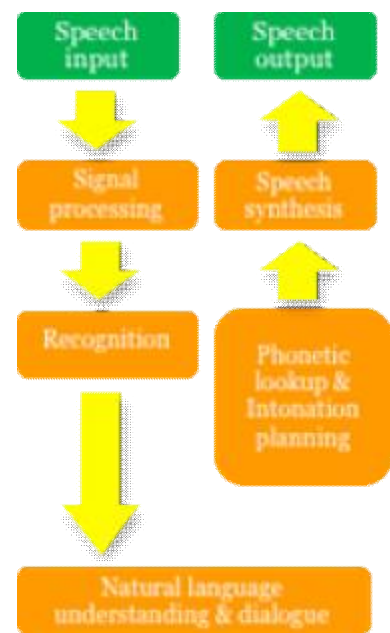 Speech
input
Speech
output
Signal
processing
Speech
synthesis
Recognition
Phonetic
lookup &
Intonation
planning
Natural language
understanding & dialogue